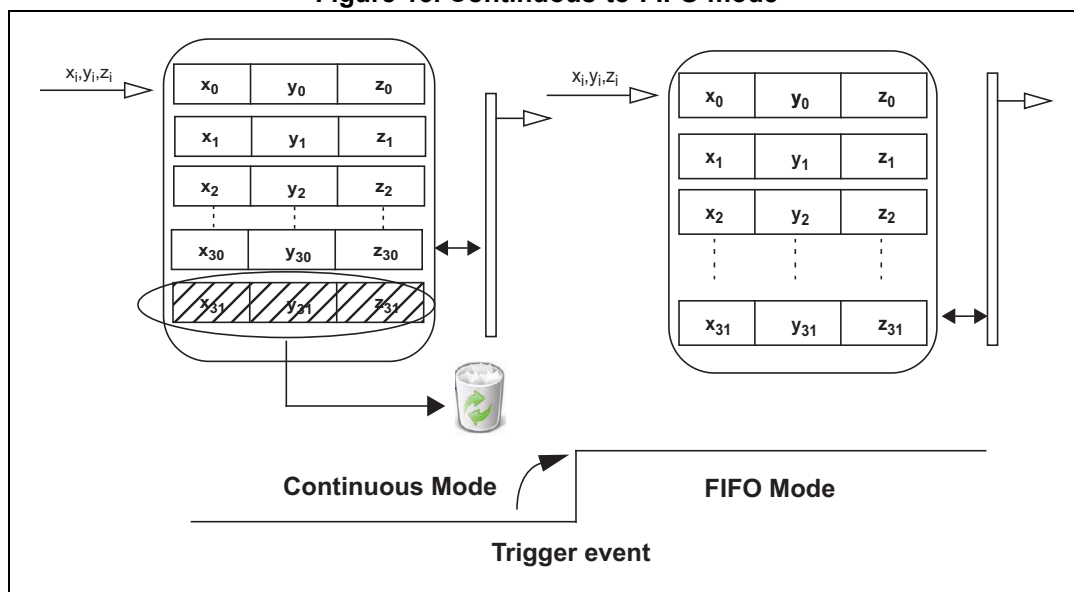 Figure Continuous to FIFO mode
xi,yi,zi
x0 y0 z0
x1 y1 z1
x2 y2 z2
x30 y30 z30
x31 y31 z31
xi,yi,zi
x0 y0 z0
x1 y1 z1
x2 y2 z2
x31 y31 z31
Continuous Mode
FIFO Mode
Trigger event